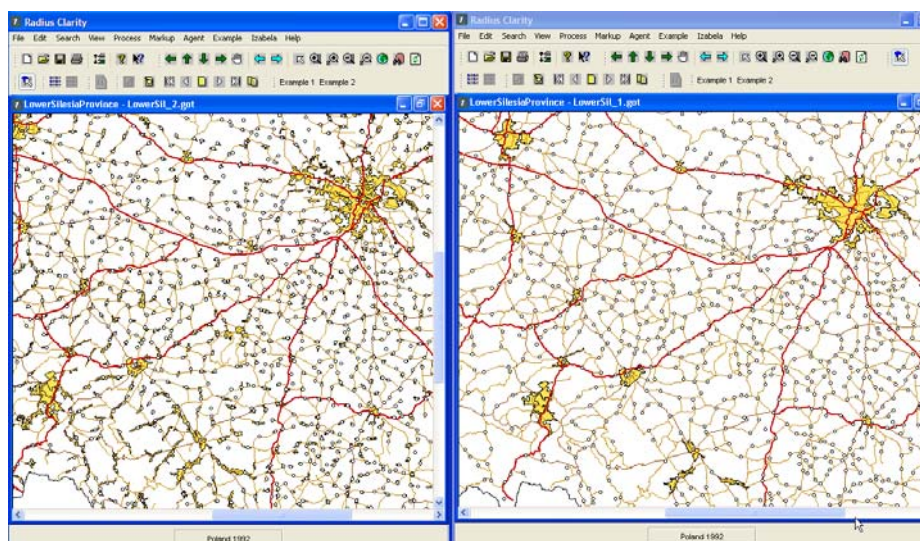 Radius Clarity
File Edit Search View Process Markup Agent Example Izabela Help
Example 1 Example 2
LowerSilesiaProvince - LowerSil_2.got
Poland 1992
Radius Clarity
File Edit Search View Process Markup Agent Example Izabela Help
Example 1 Example 2
LowerSilesiaProvince - LowerSil_1.got
Poland 1992